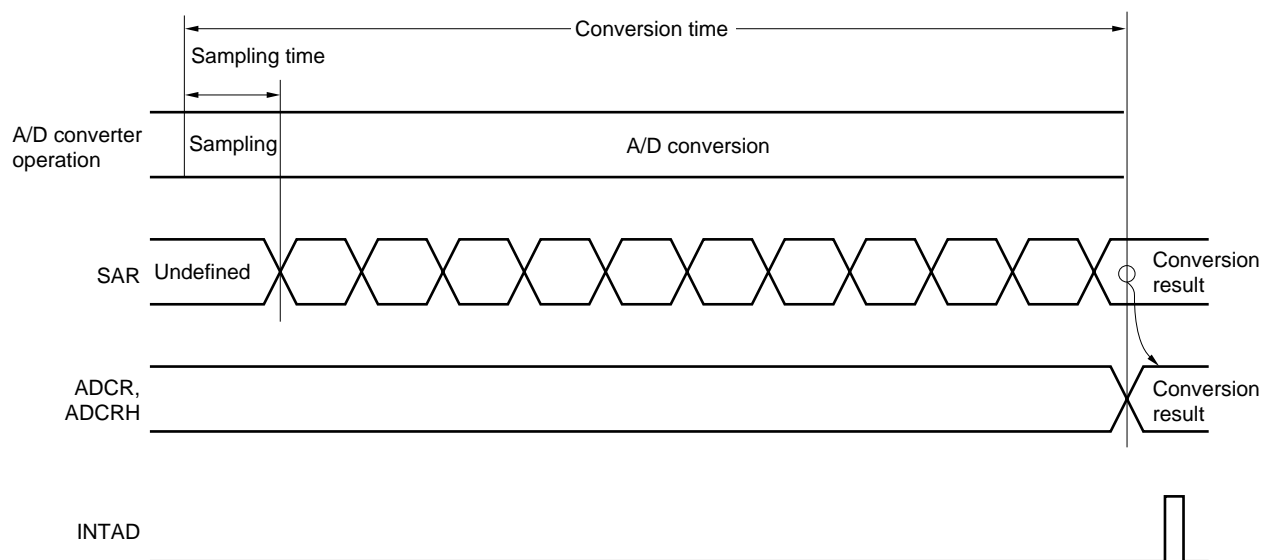 Conversion time
Sampling time
A/D converter
operation
Sampling
A/D conversion
SAR
Undefined
Conversion
result
ADCR,
ADCRH
Conversion
result
INTAD